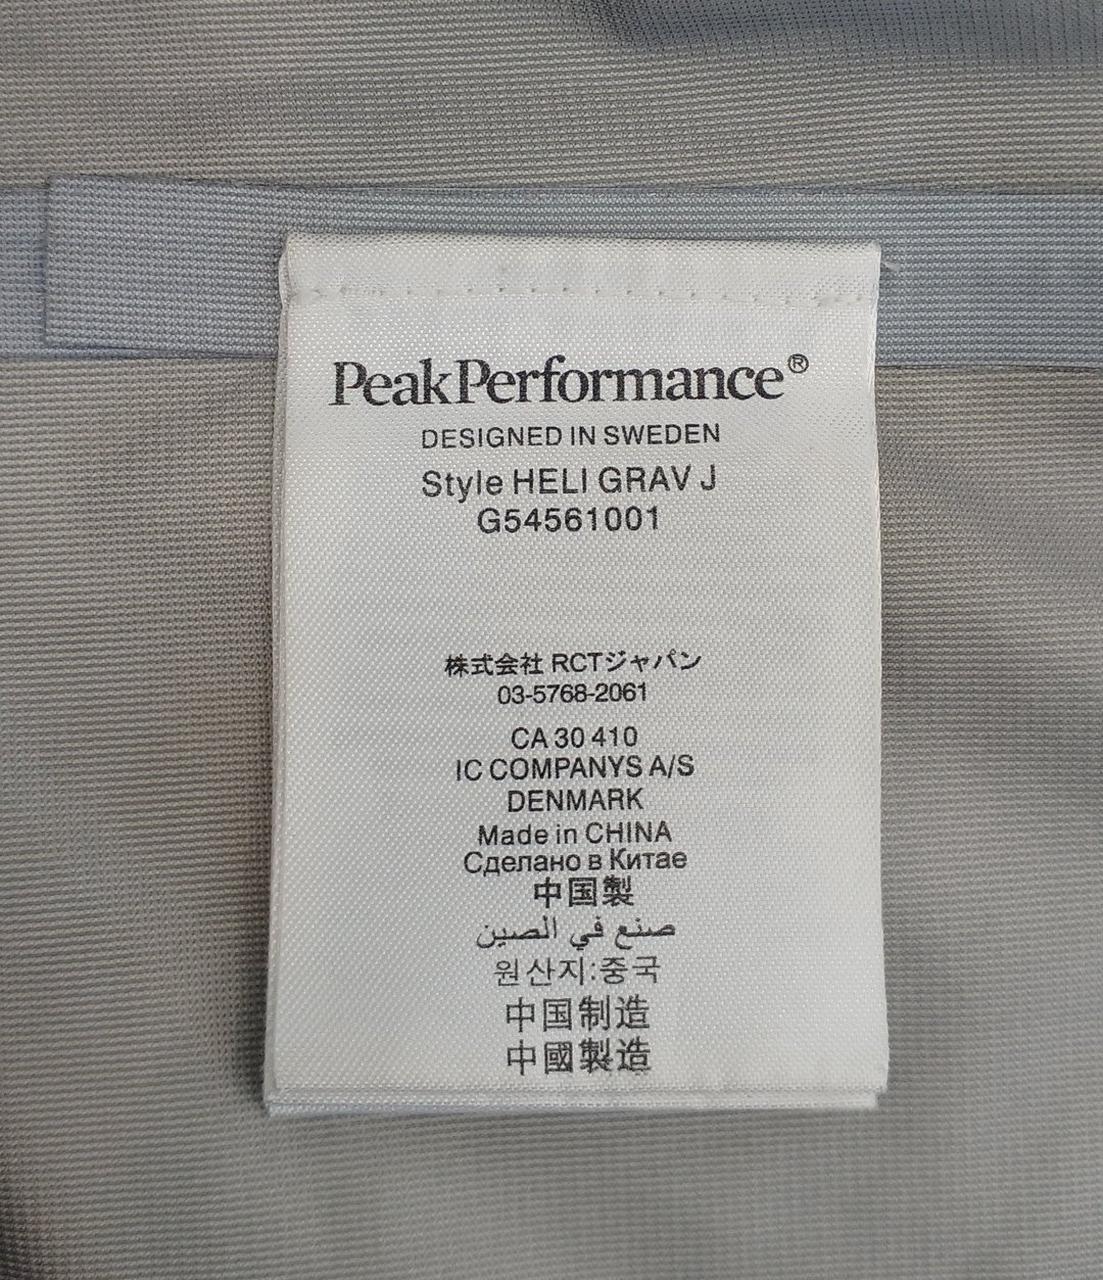 PeakPerformance®
DESIGNED IN SWEDEN
Style HELI GRAV J
G54561001
株式会社 RCTジャパン
03-5768-2061
CA 30 410
IC COMPANYS A/S
DENMARK
Made in CHINA
Сделано в Китае
中国製
صنع في الصين
원산지:중국
中国制造
中國製造